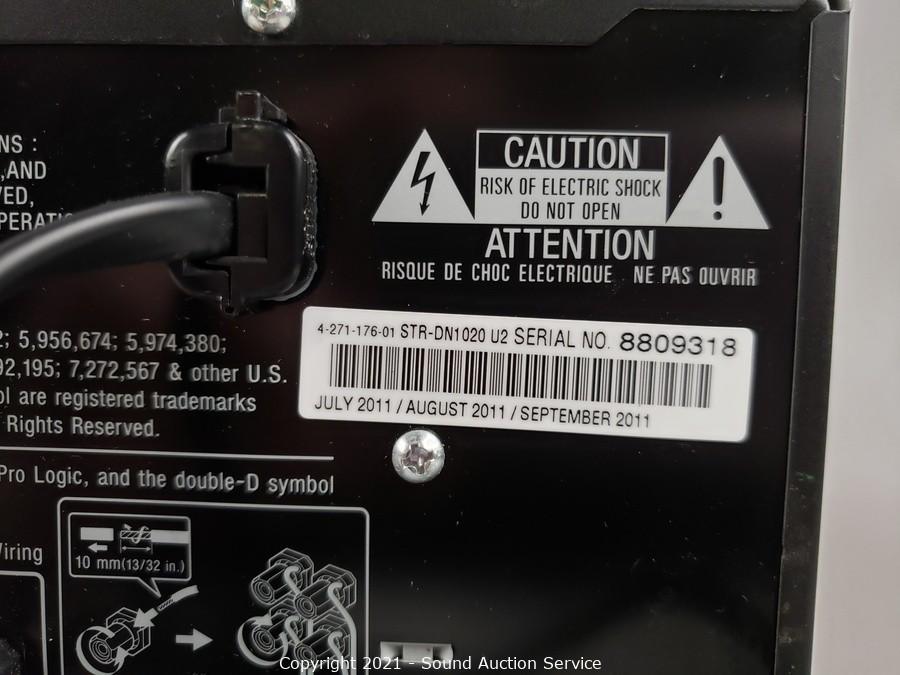 NS :
,AND
VED,
OPERATIO
CAUTION
RISK OF ELECTRIC SHOCK
DO NOT OPEN
ATTENTION
RISQUE DE CHOC ELECTRIQUE NE PAS OUVRIR
4-271-176-01 STR-DN1020 U2 SERIAL NO. 8809318
JULY 2011 / AUGUST 2011 / SEPTEMBER 2011
2; 5,956,674; 5,974,380;
92,195; 7,272,567 & other U.S.
ol are registered trademarks
Rights Reserved.
Pro Logic, and the double-D symbol
Wiring
10 mm(13/32 in.)
Copyright 2021 - Sound Auction Service